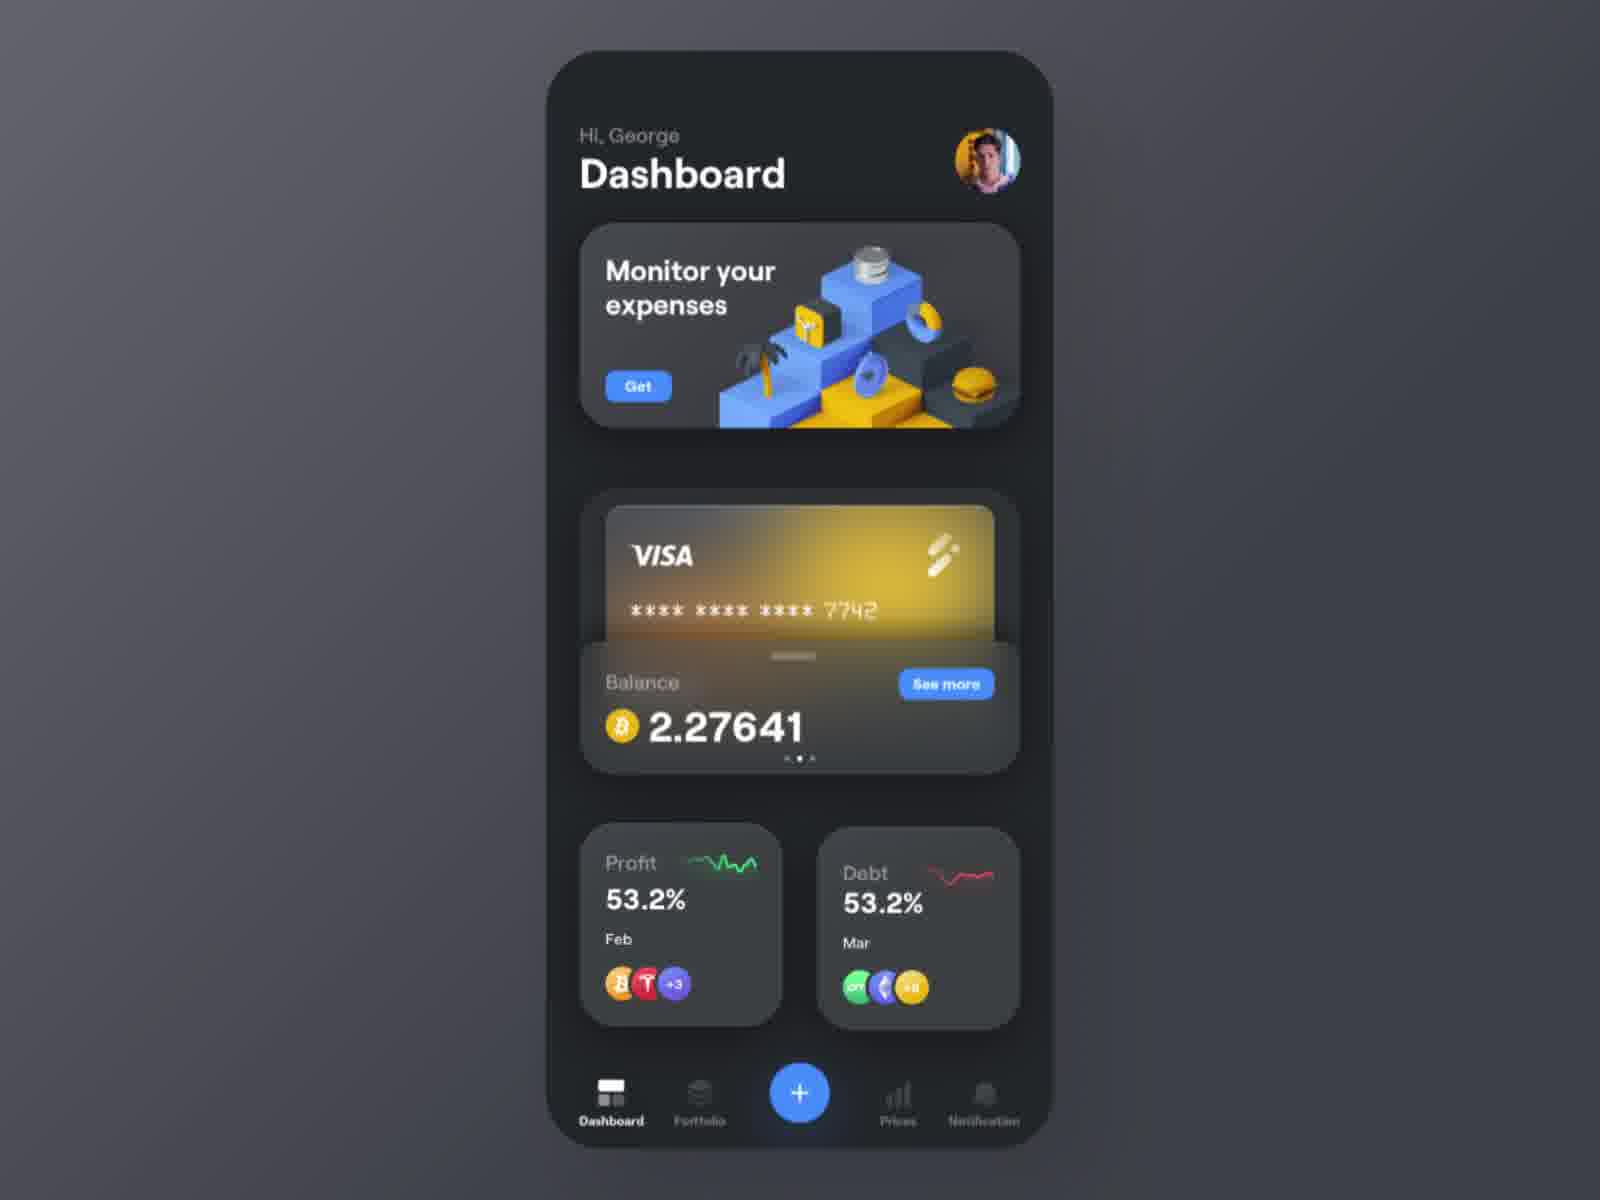 Hi, George
Dashboard
Monitor your
expenses
Get
VISA
**** **** **** 7742
Balance
See more
2.27641
Profit
53.2%
Feb
+3
Debt
53.2%
Mar
+8
Dashboard
Portfolio
+
Prices
Notification